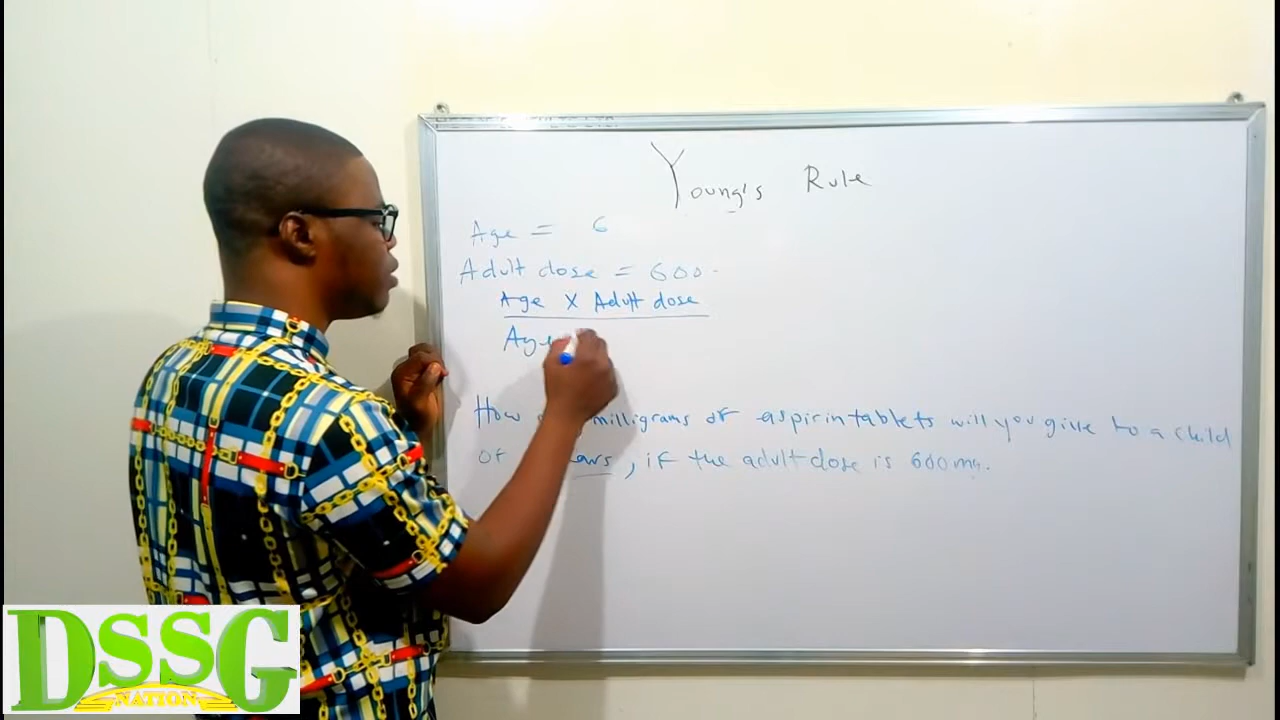 Young's Rule
Age = 6
Adult dose = 600
Age X Adult dose
Age
How milligrams of aspirin tablets will you give to a child
of , if the adult dose is 600mg.
DSSG
NATION